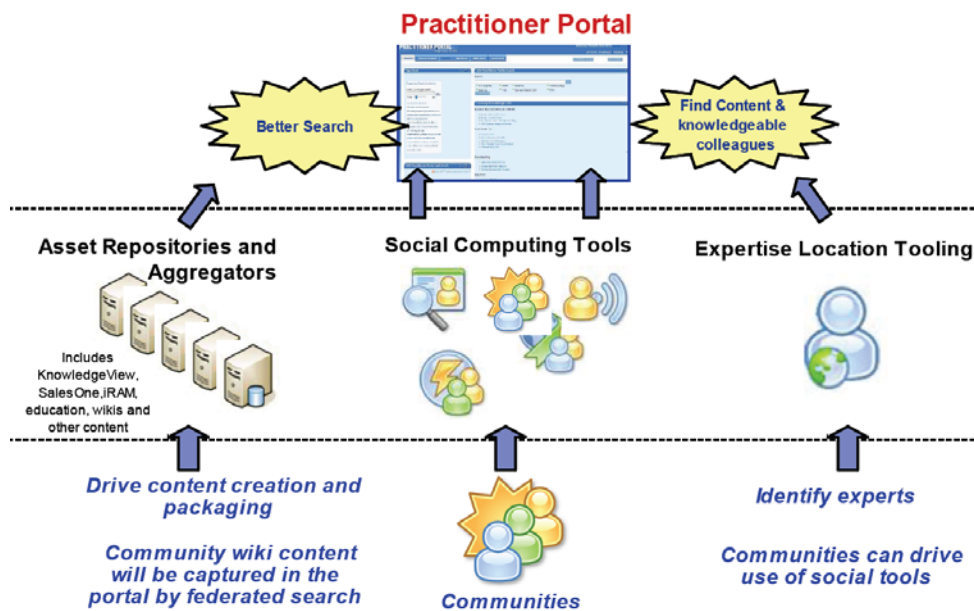 Practitioner Portal
PRACTITIONER PORTAL
Better Search
Find Content &
knowledgeable
colleagues
Asset Repositories and
Aggregators
Social Computing Tools
Expertise Location Tooling
Includes
KnowledgeView,
SalesOne,iRAM,
education, wikis and
other content
Drive content creation and
packaging
Community wiki content
will be captured in the
portal by federated search
Communities
Identify experts
Communities can drive
use of social tools